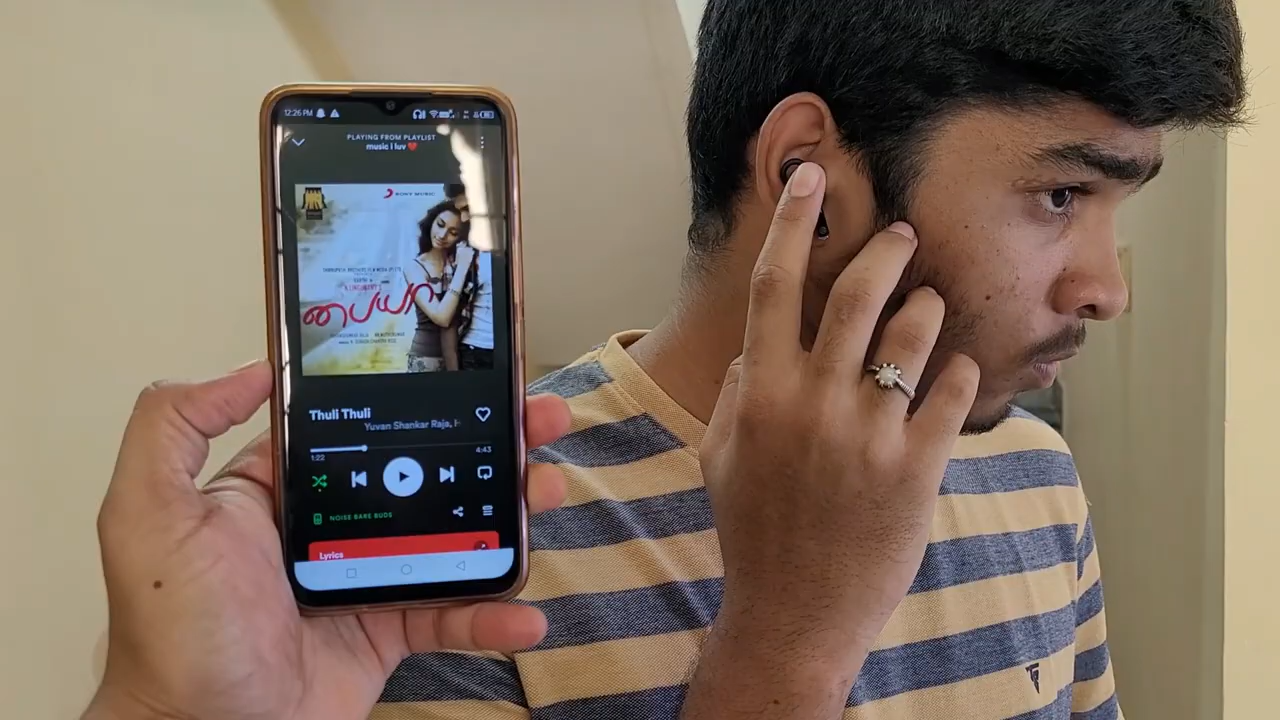 12:26 PM
PLAYING FROM PLAYLIST
music i luv ❤️
SONY MUSIC
பையா
Thuli Thuli
Yuvan Shankar Raja, H
1:22
4:43
NOISE BARE BUDS
Lyrics